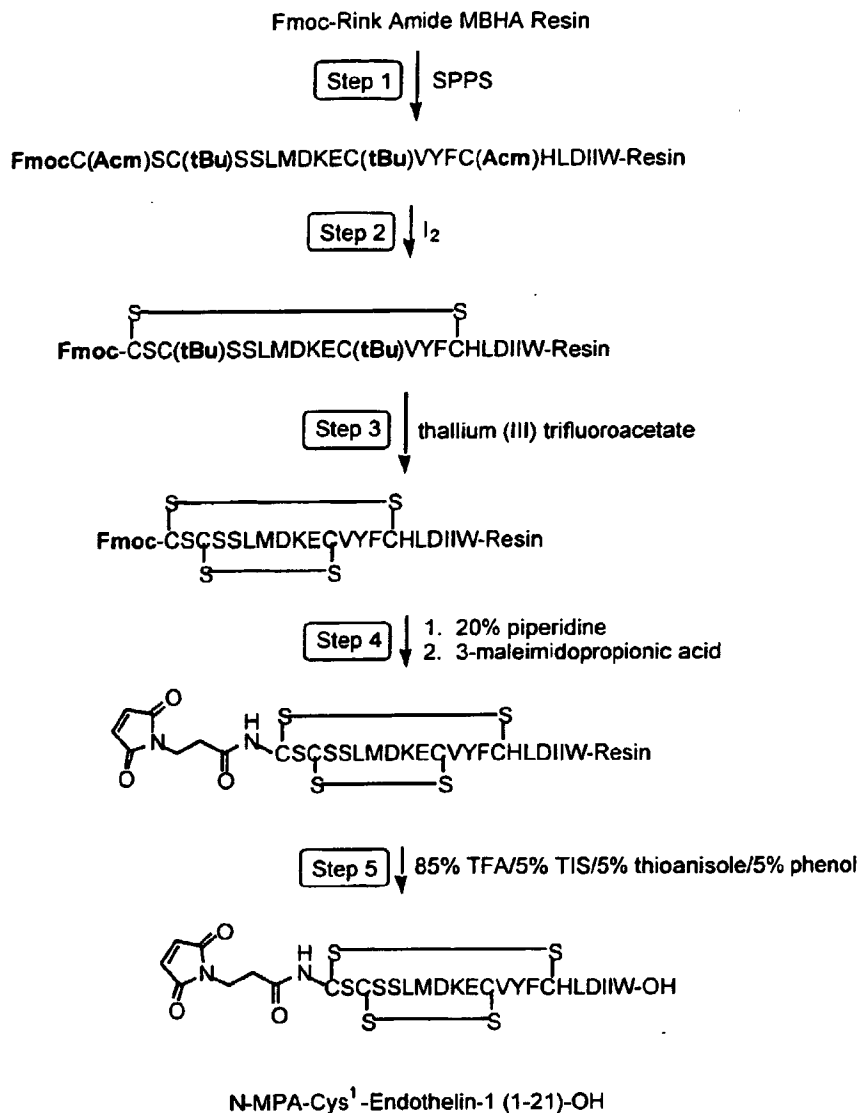 Fmoc-Rink Amide MBHA Resin
Step 1 SPPS
FmocC(Acm)SC(tBu)SSLMDKEC(tBu)VYFC(Acm)HLDIIW-Resin
Step 2 I2
S S
Fmoc-CSC(tBu)SSLMDKEC(tBu)VYFCHLDIIW-Resin
Step 3 thallium (III) trifluoroacetate
S S
Fmoc-CSCSSLMDKECVYFCHLDIIW-Resin
S S
Step 4 1. 20% piperidine
2. 3-maleimidopropionic acid
O H S S
N N CSCSSLMDKECVYFCHLDIIW-Resin
O O S S
Step 5 85% TFA/5% TIS/5% thioanisole/5% phenol
O H S S
N N CSCSSLMDKECVYFCHLDIIW-OH
O O S S
N-MPA-Cys1-Endothelin-1 (1-21)-OH